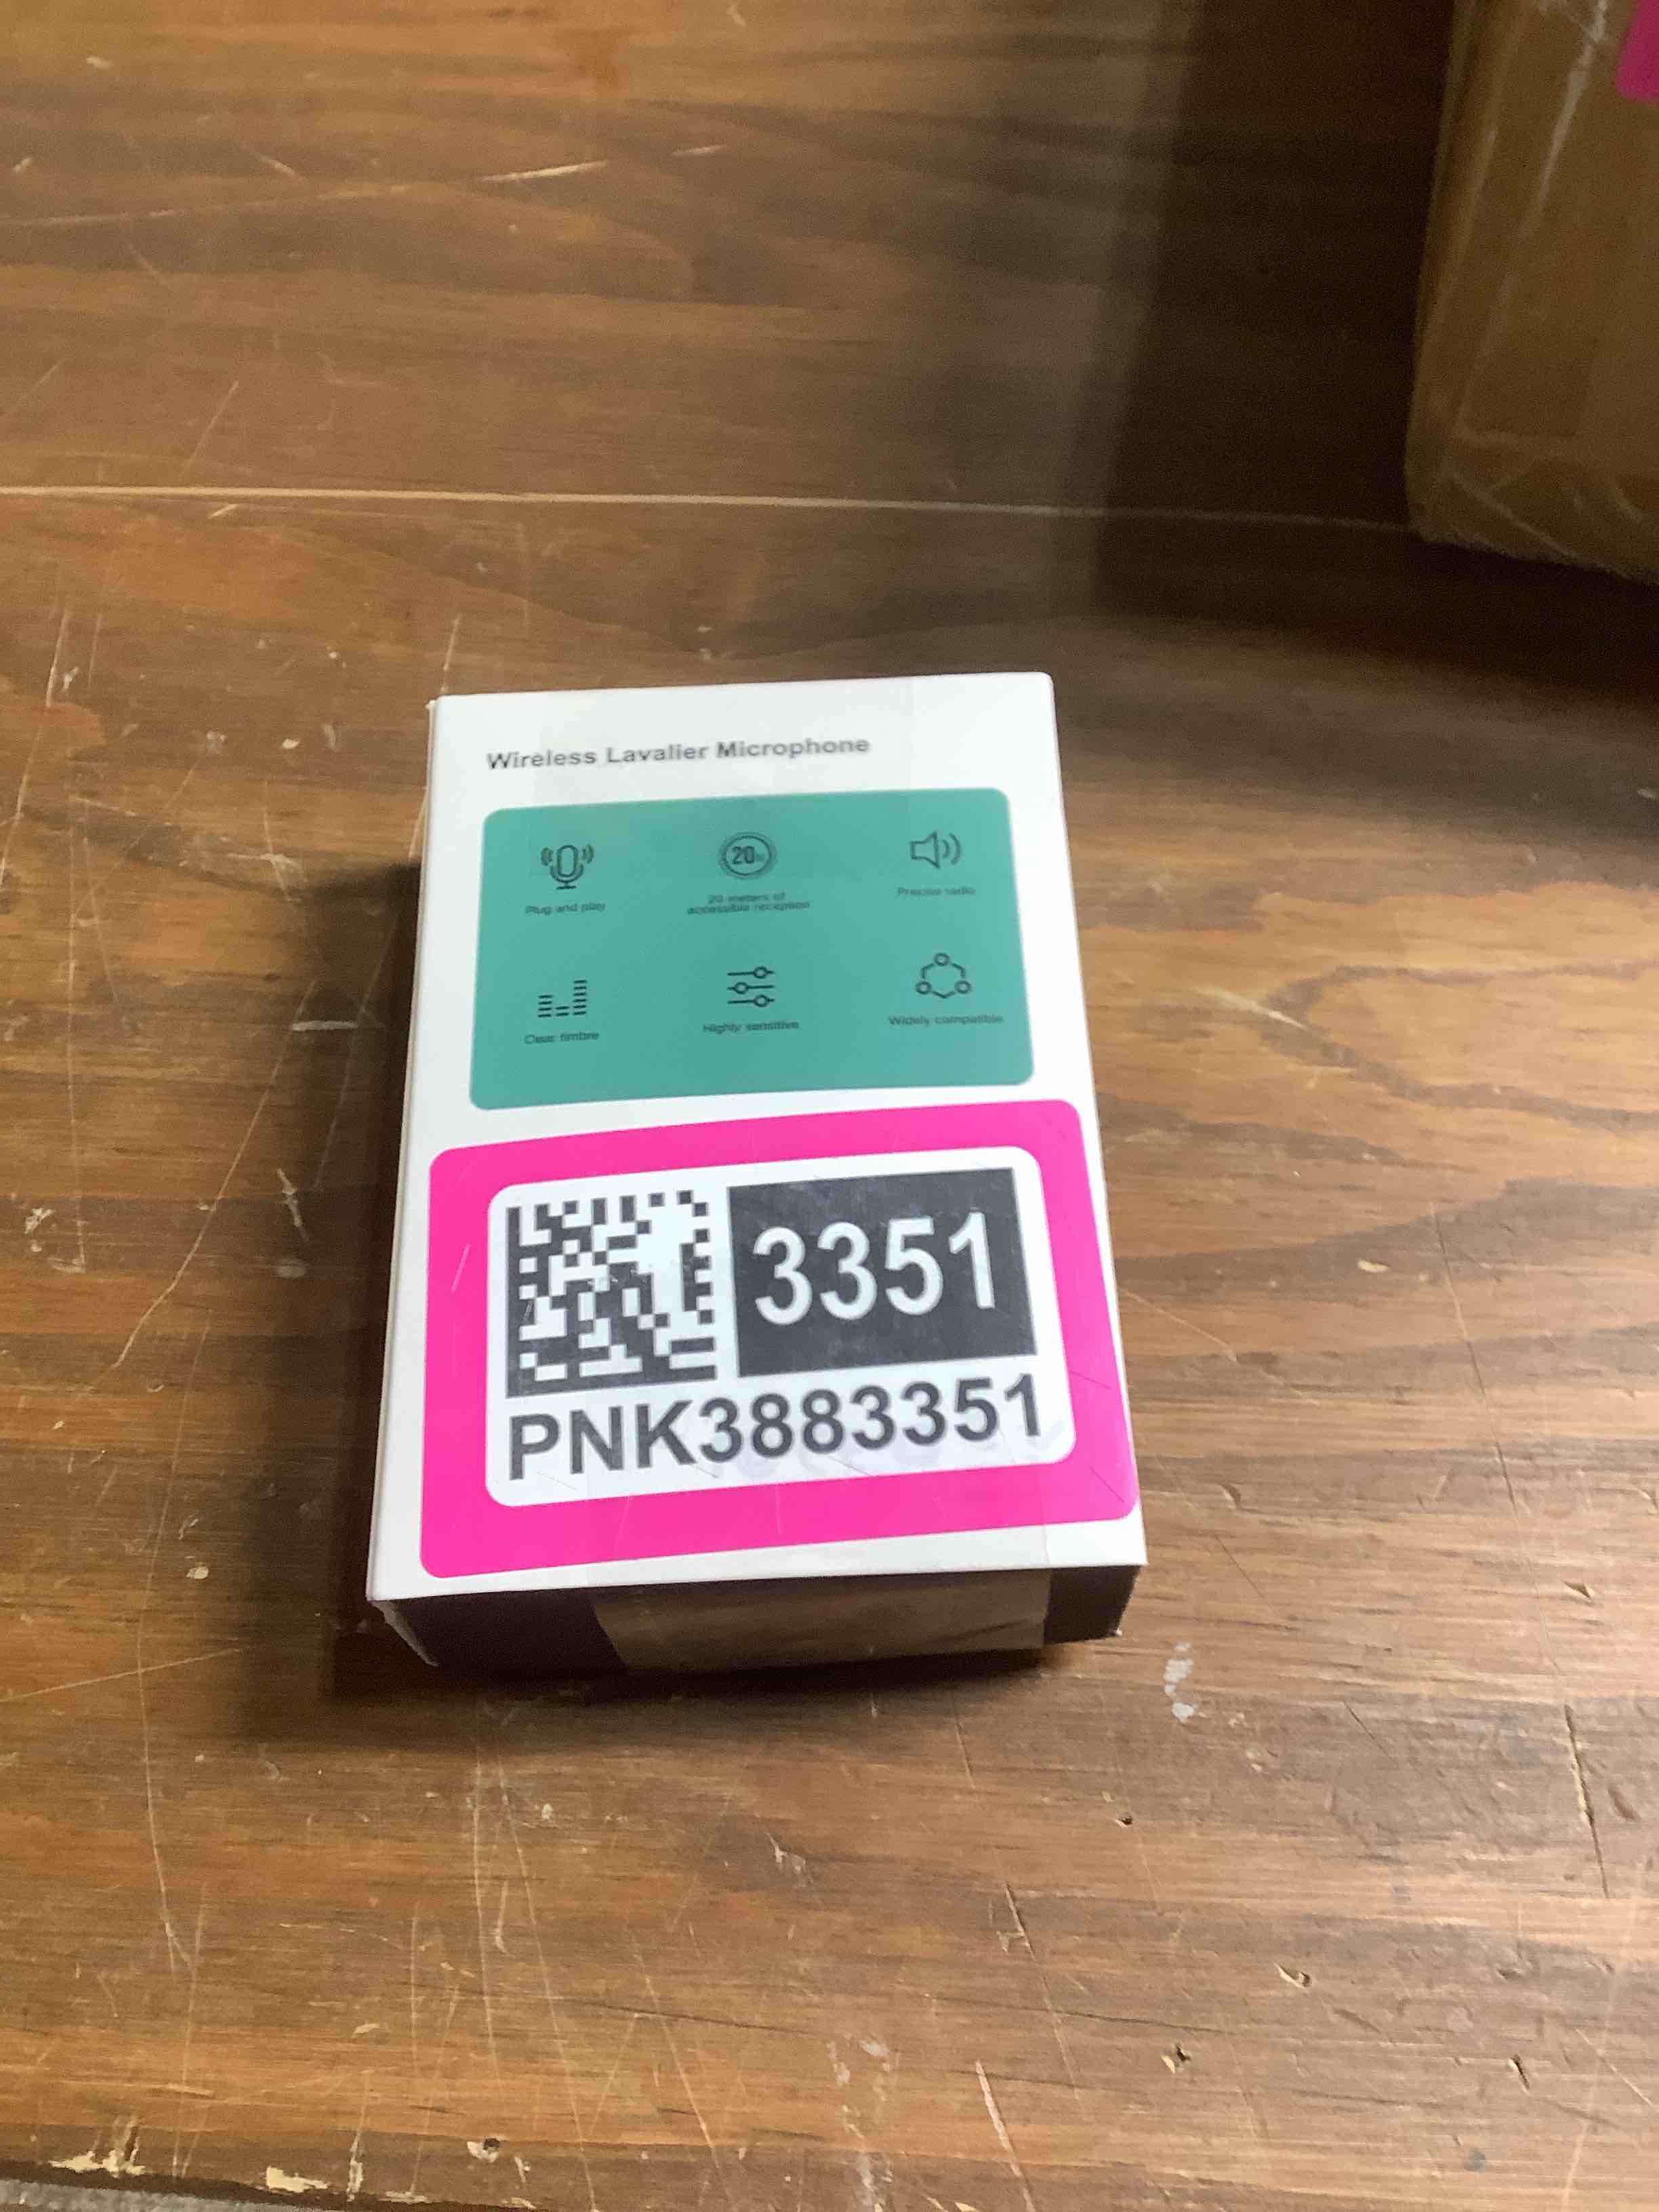 Wireless Lavalier Microphone
20m
Plug and play
20 meters of
accessible reception
Precise radio
Clear timbre
Highly sensitive
Widely compatible
3351
PNK3883351